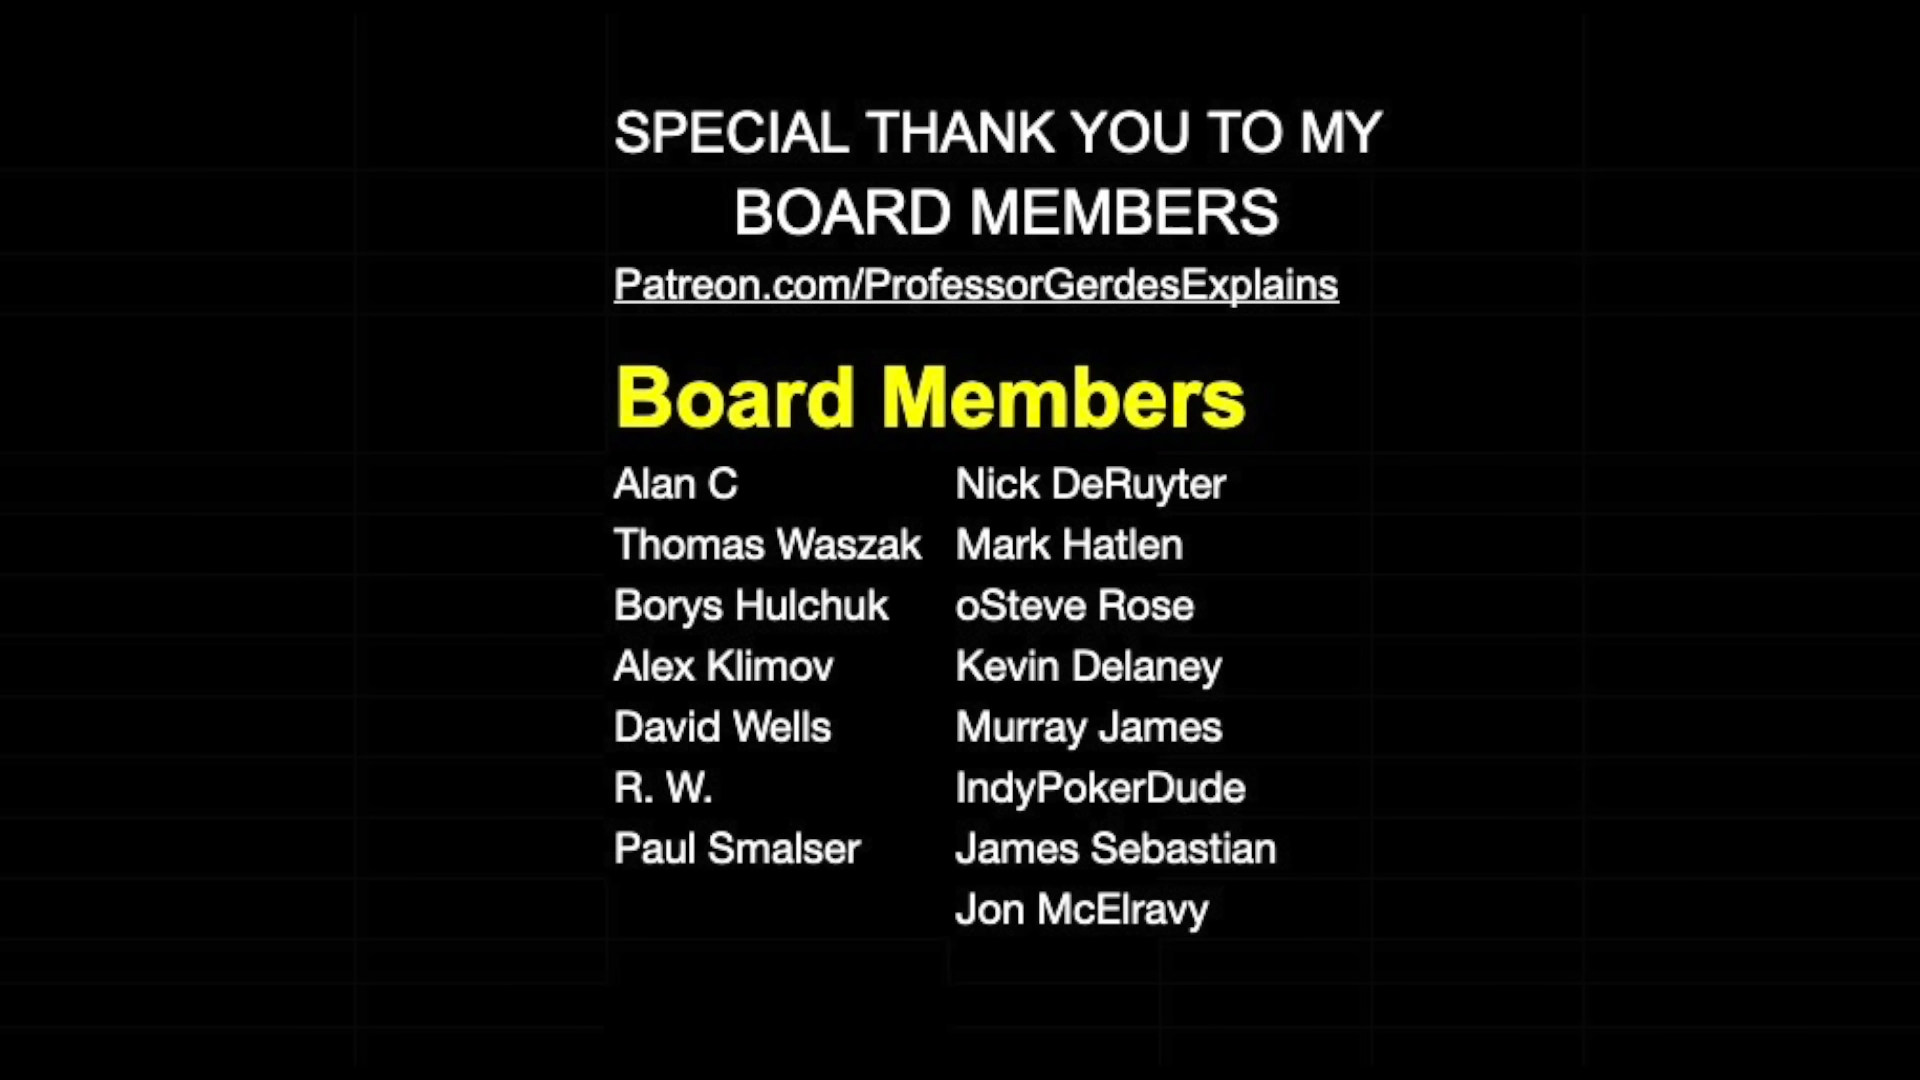 SPECIAL THANK YOU TO MY
BOARD MEMBERS
Patreon.com/ProfessorGerdesExplains
Board Members
Alan C
Thomas Waszak
Borys Hulchuk
Alex Klimov
David Wells
R. W.
Paul Smalser
Nick DeRuyter
Mark Hatlen
oSteve Rose
Kevin Delaney
Murray James
IndyPokerDude
James Sebastian
Jon McElravy